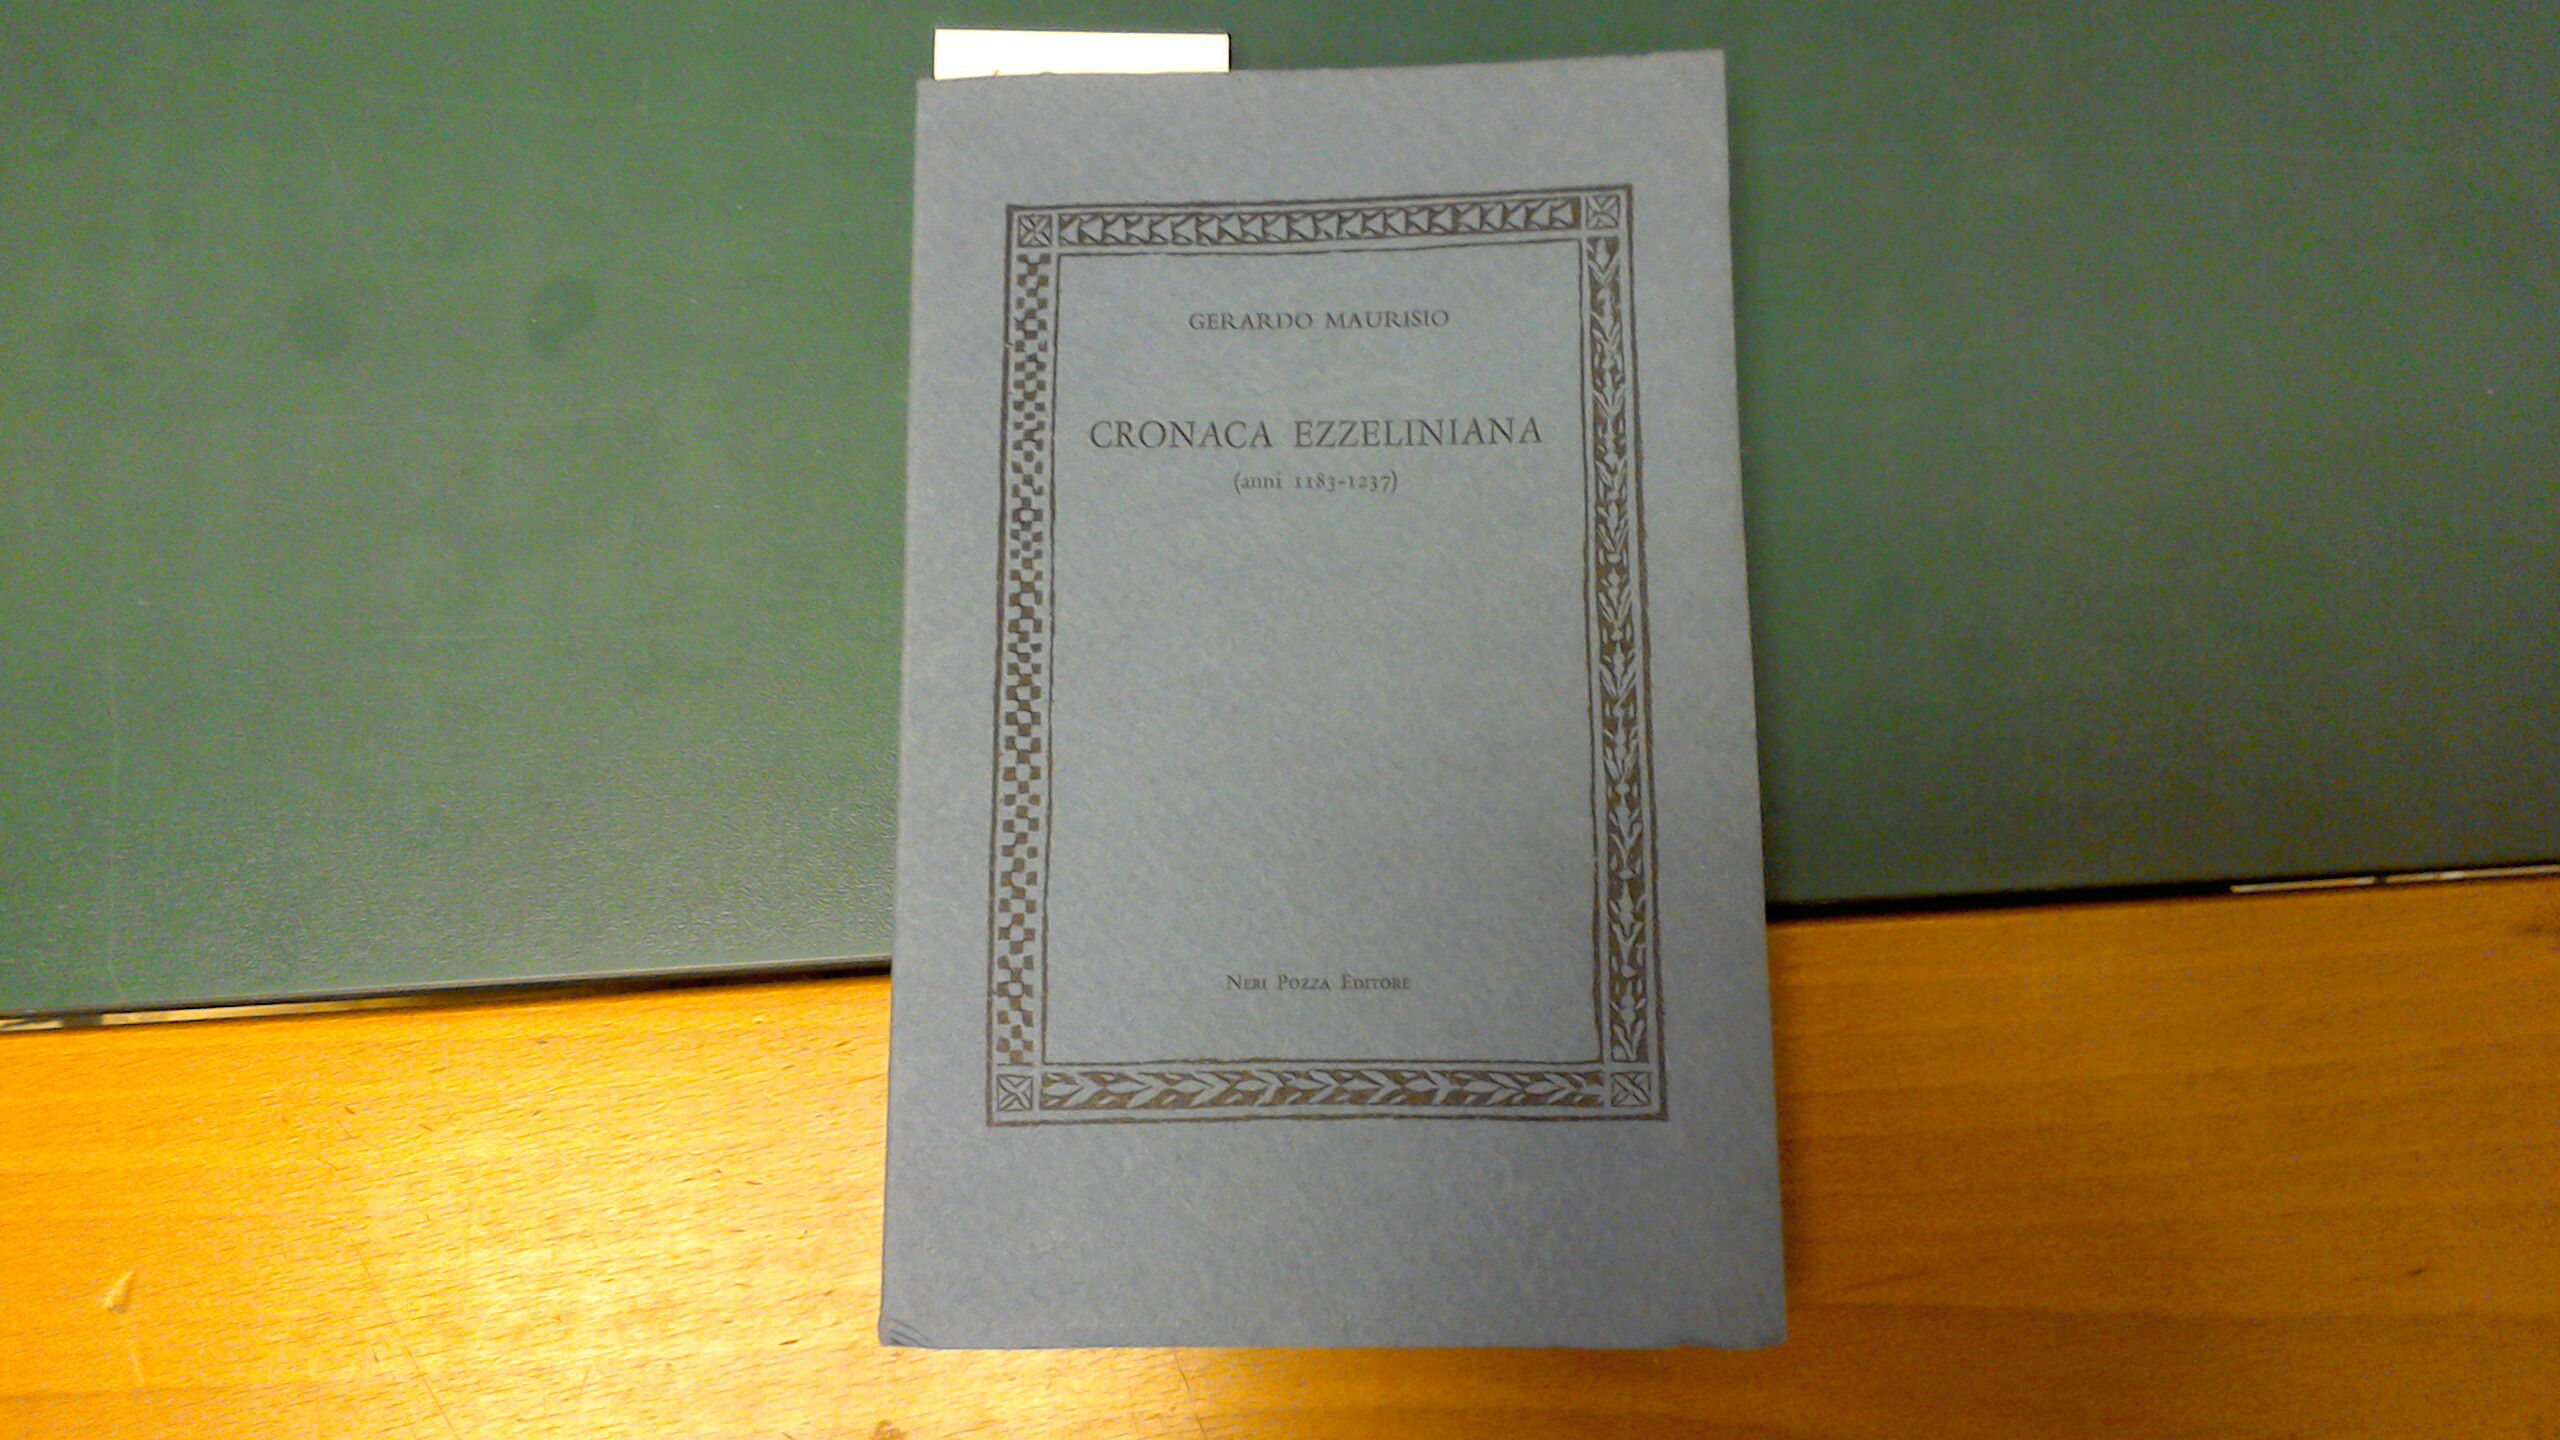 GERARDO MAURISIO
CRONACA EZZELINIANA
(anni 1183-1237)
NERI POZZA EDITORE